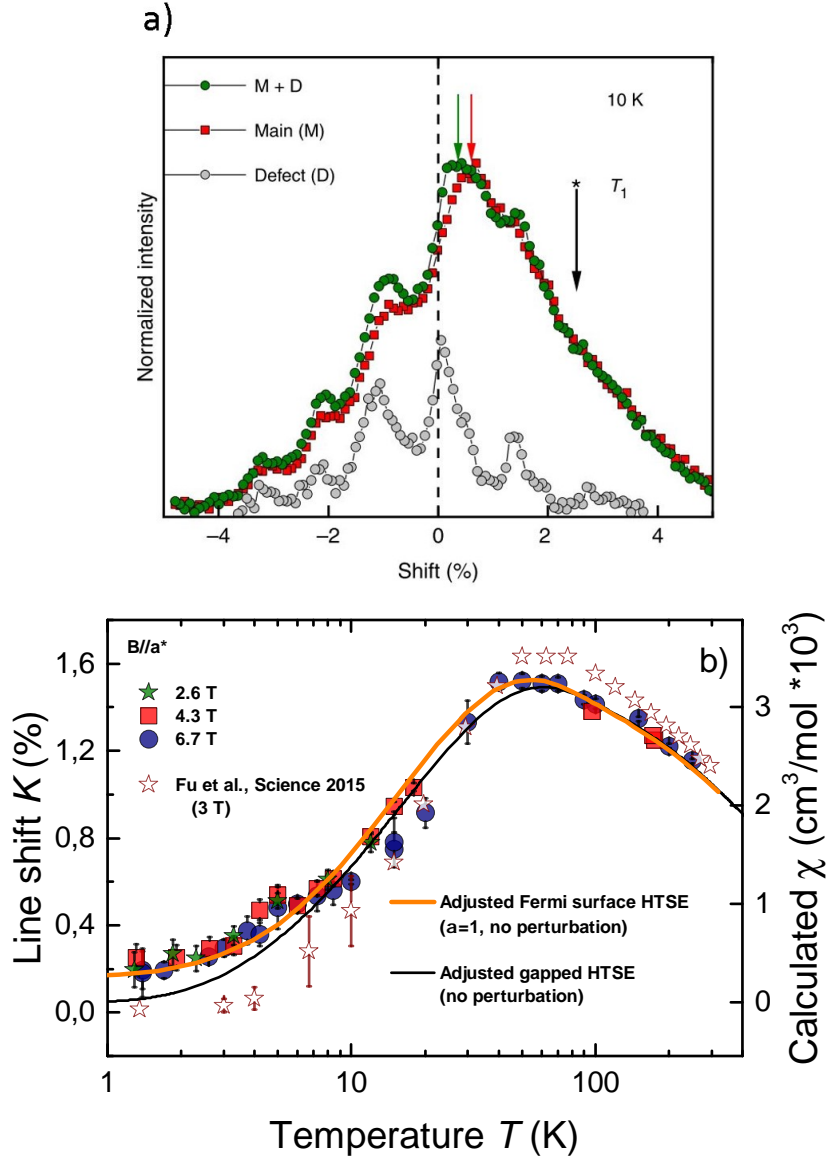 a)
M + D
Main (M)
Defect (D)
10 K
*
T1
Normalized intensity
−4
−2
0
2
4
Shift (%)
b)
B//a*
2.6 T
4.3 T
6.7 T
Fu et al., Science 2015
(3 T)
Adjusted Fermi surface HTSE
(a=1, no perturbation)
Adjusted gapped HTSE
(no perturbation)
1,6
1,2
0,8
0,4
0,0
Line shift K (%)
3
2
1
0
Calculated χ (cm³/mol *10³)
1
10
100
Temperature T (K)